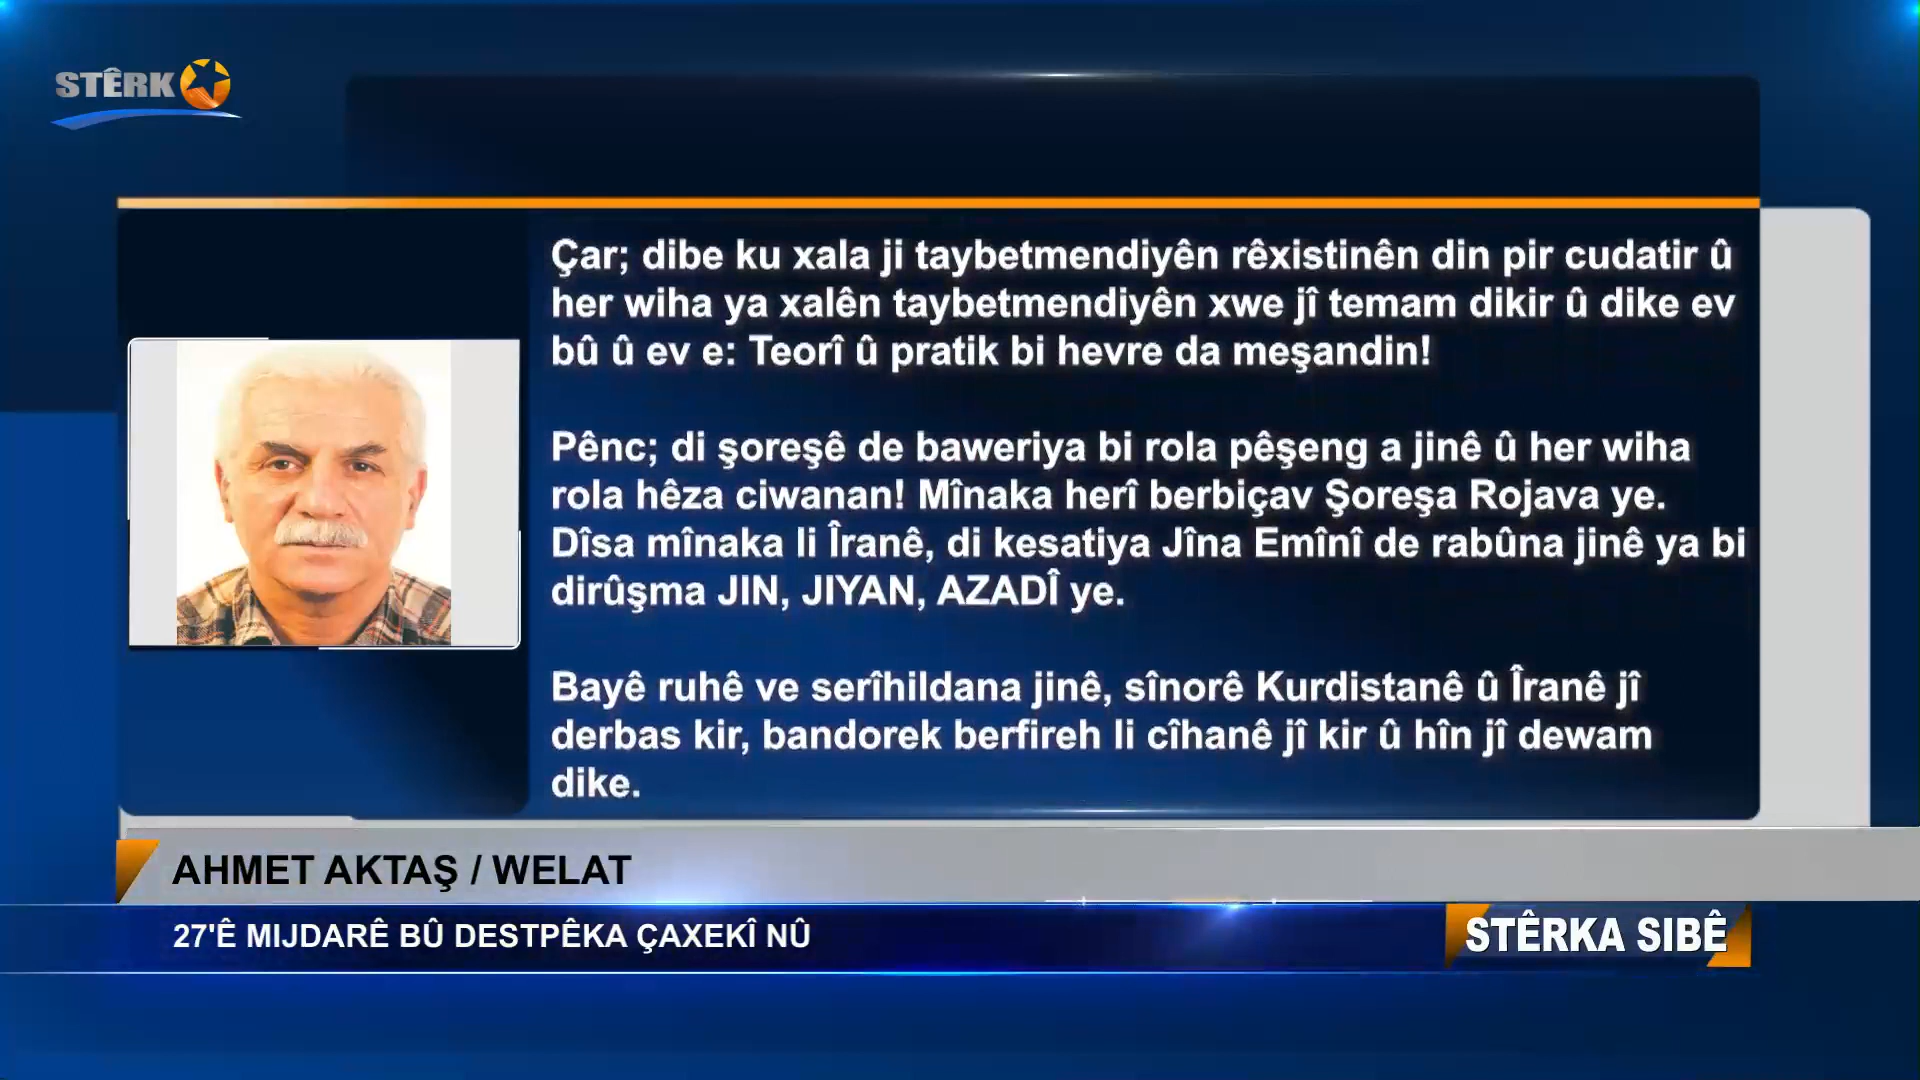 STÊRK
Çar; dibe ku xala ji taybetmendiyên rêxistinên din pir cudatir û
her wiha ya xalên taybetmendiyên xwe jî temam dikir û dike ev
bû û ev e: Teorî û pratik bi hevre da meşandin!
Pênc; di şoreşê de baweriya bi rola pêşeng a jinê û her wiha
rola hêza ciwanan! Mînaka herî berbiçav Şoreşa Rojava ye.
Dîsa mînaka li Îranê, di kesatiya Jîna Emînî de rabûna jinê ya bi
dirûşma JIN, JIYAN, AZADÎ ye.
Bayê ruhê ve serîhildana jinê, sînorê Kurdistanê û Îranê jî
derbas kir, bandorek berfireh li cîhanê jî kir û hîn jî dewam
dike.
AHMET AKTAŞ / WELAT
27'Ê MIJDARÊ BÛ DESTPÊKA ÇAXEKÎ NÛ
STÊRKA SIBÊ